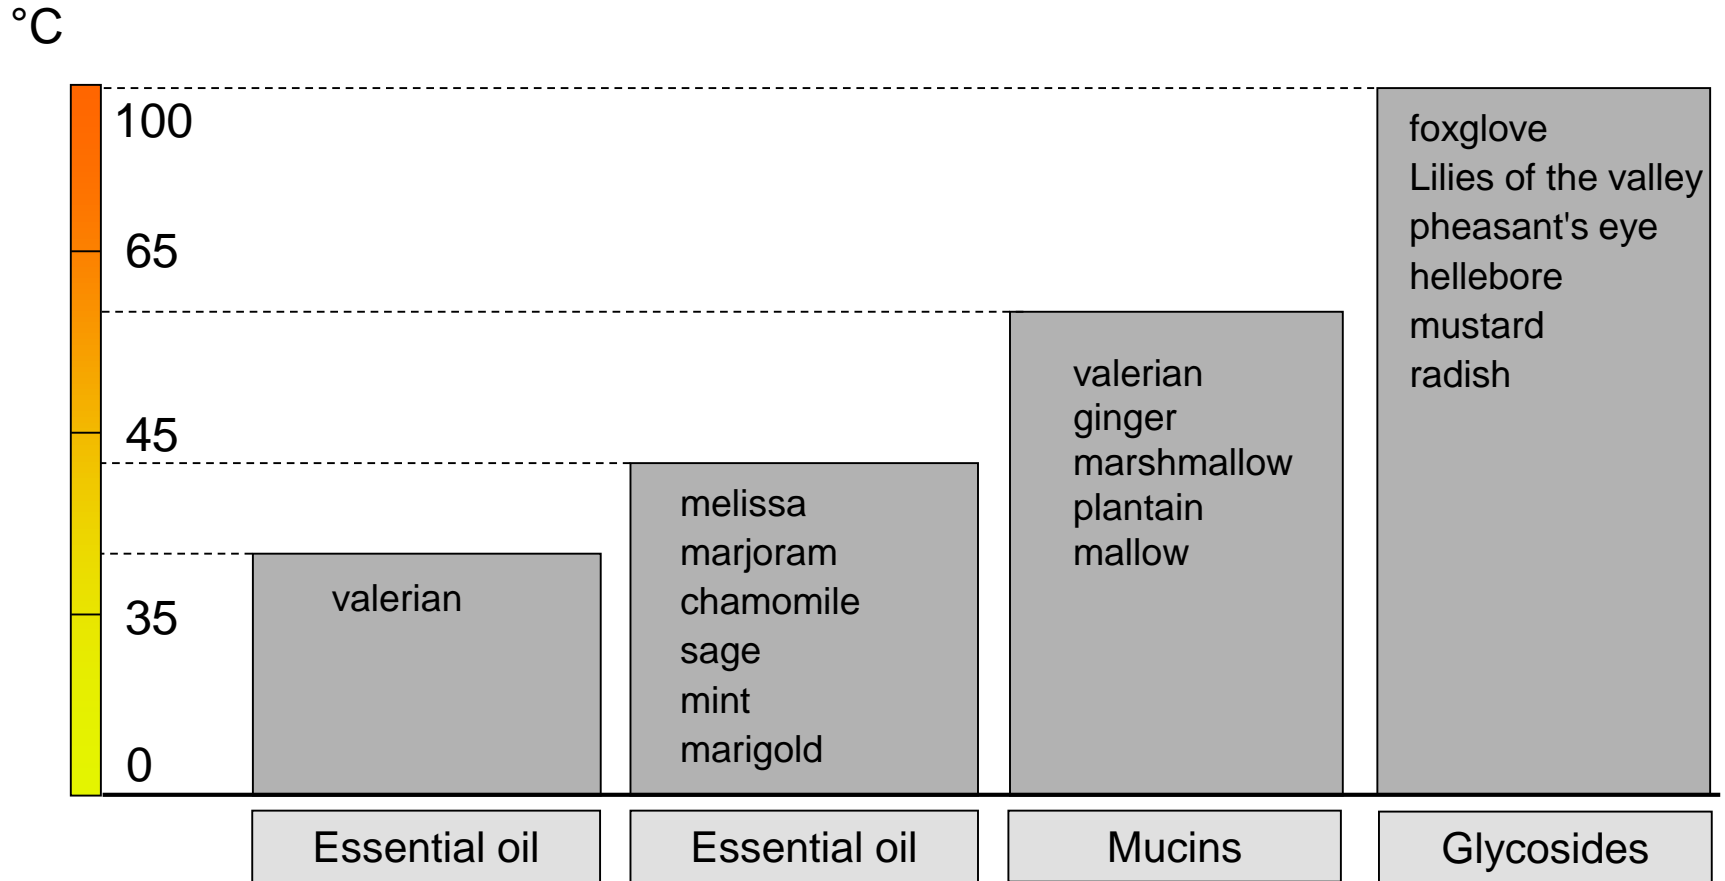 °C
100
65
45
35
0
valerian
melissa
marjoram
chamomile
sage
mint
marigold
valerian
ginger
marshmallow
plantain
mallow
foxglove
Lilies of the valley
pheasant's eye
hellebore
mustard
radish
Essential oil
Essential oil
Mucins
Glycosides